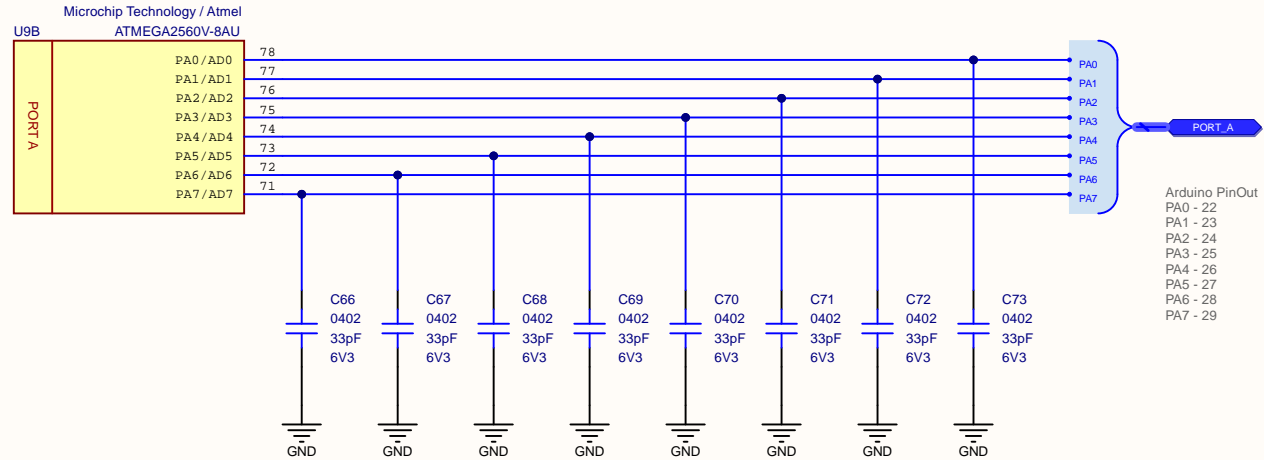 Microchip Technology / Atmel
U9B ATMEGA2560V-8AU
PORT A
PA0/AD0 78
PA1/AD1 77
PA2/AD2 76
PA3/AD3 75
PA4/AD4 74
PA5/AD5 73
PA6/AD6 72
PA7/AD7 71
PA0
PA1
PA2
PA3
PA4
PA5
PA6
PA7
PORT_A
Arduino PinOut
PA0 - 22
PA1 - 23
PA2 - 24
PA3 - 25
PA4 - 26
PA5 - 27
PA6 - 28
PA7 - 29
C66 C67 C68 C69 C70 C71 C72 C73
0402 0402 0402 0402 0402 0402 0402 0402
33pF 33pF 33pF 33pF 33pF 33pF 33pF 33pF
6V3 6V3 6V3 6V3 6V3 6V3 6V3 6V3
GND GND GND GND GND GND GND GND